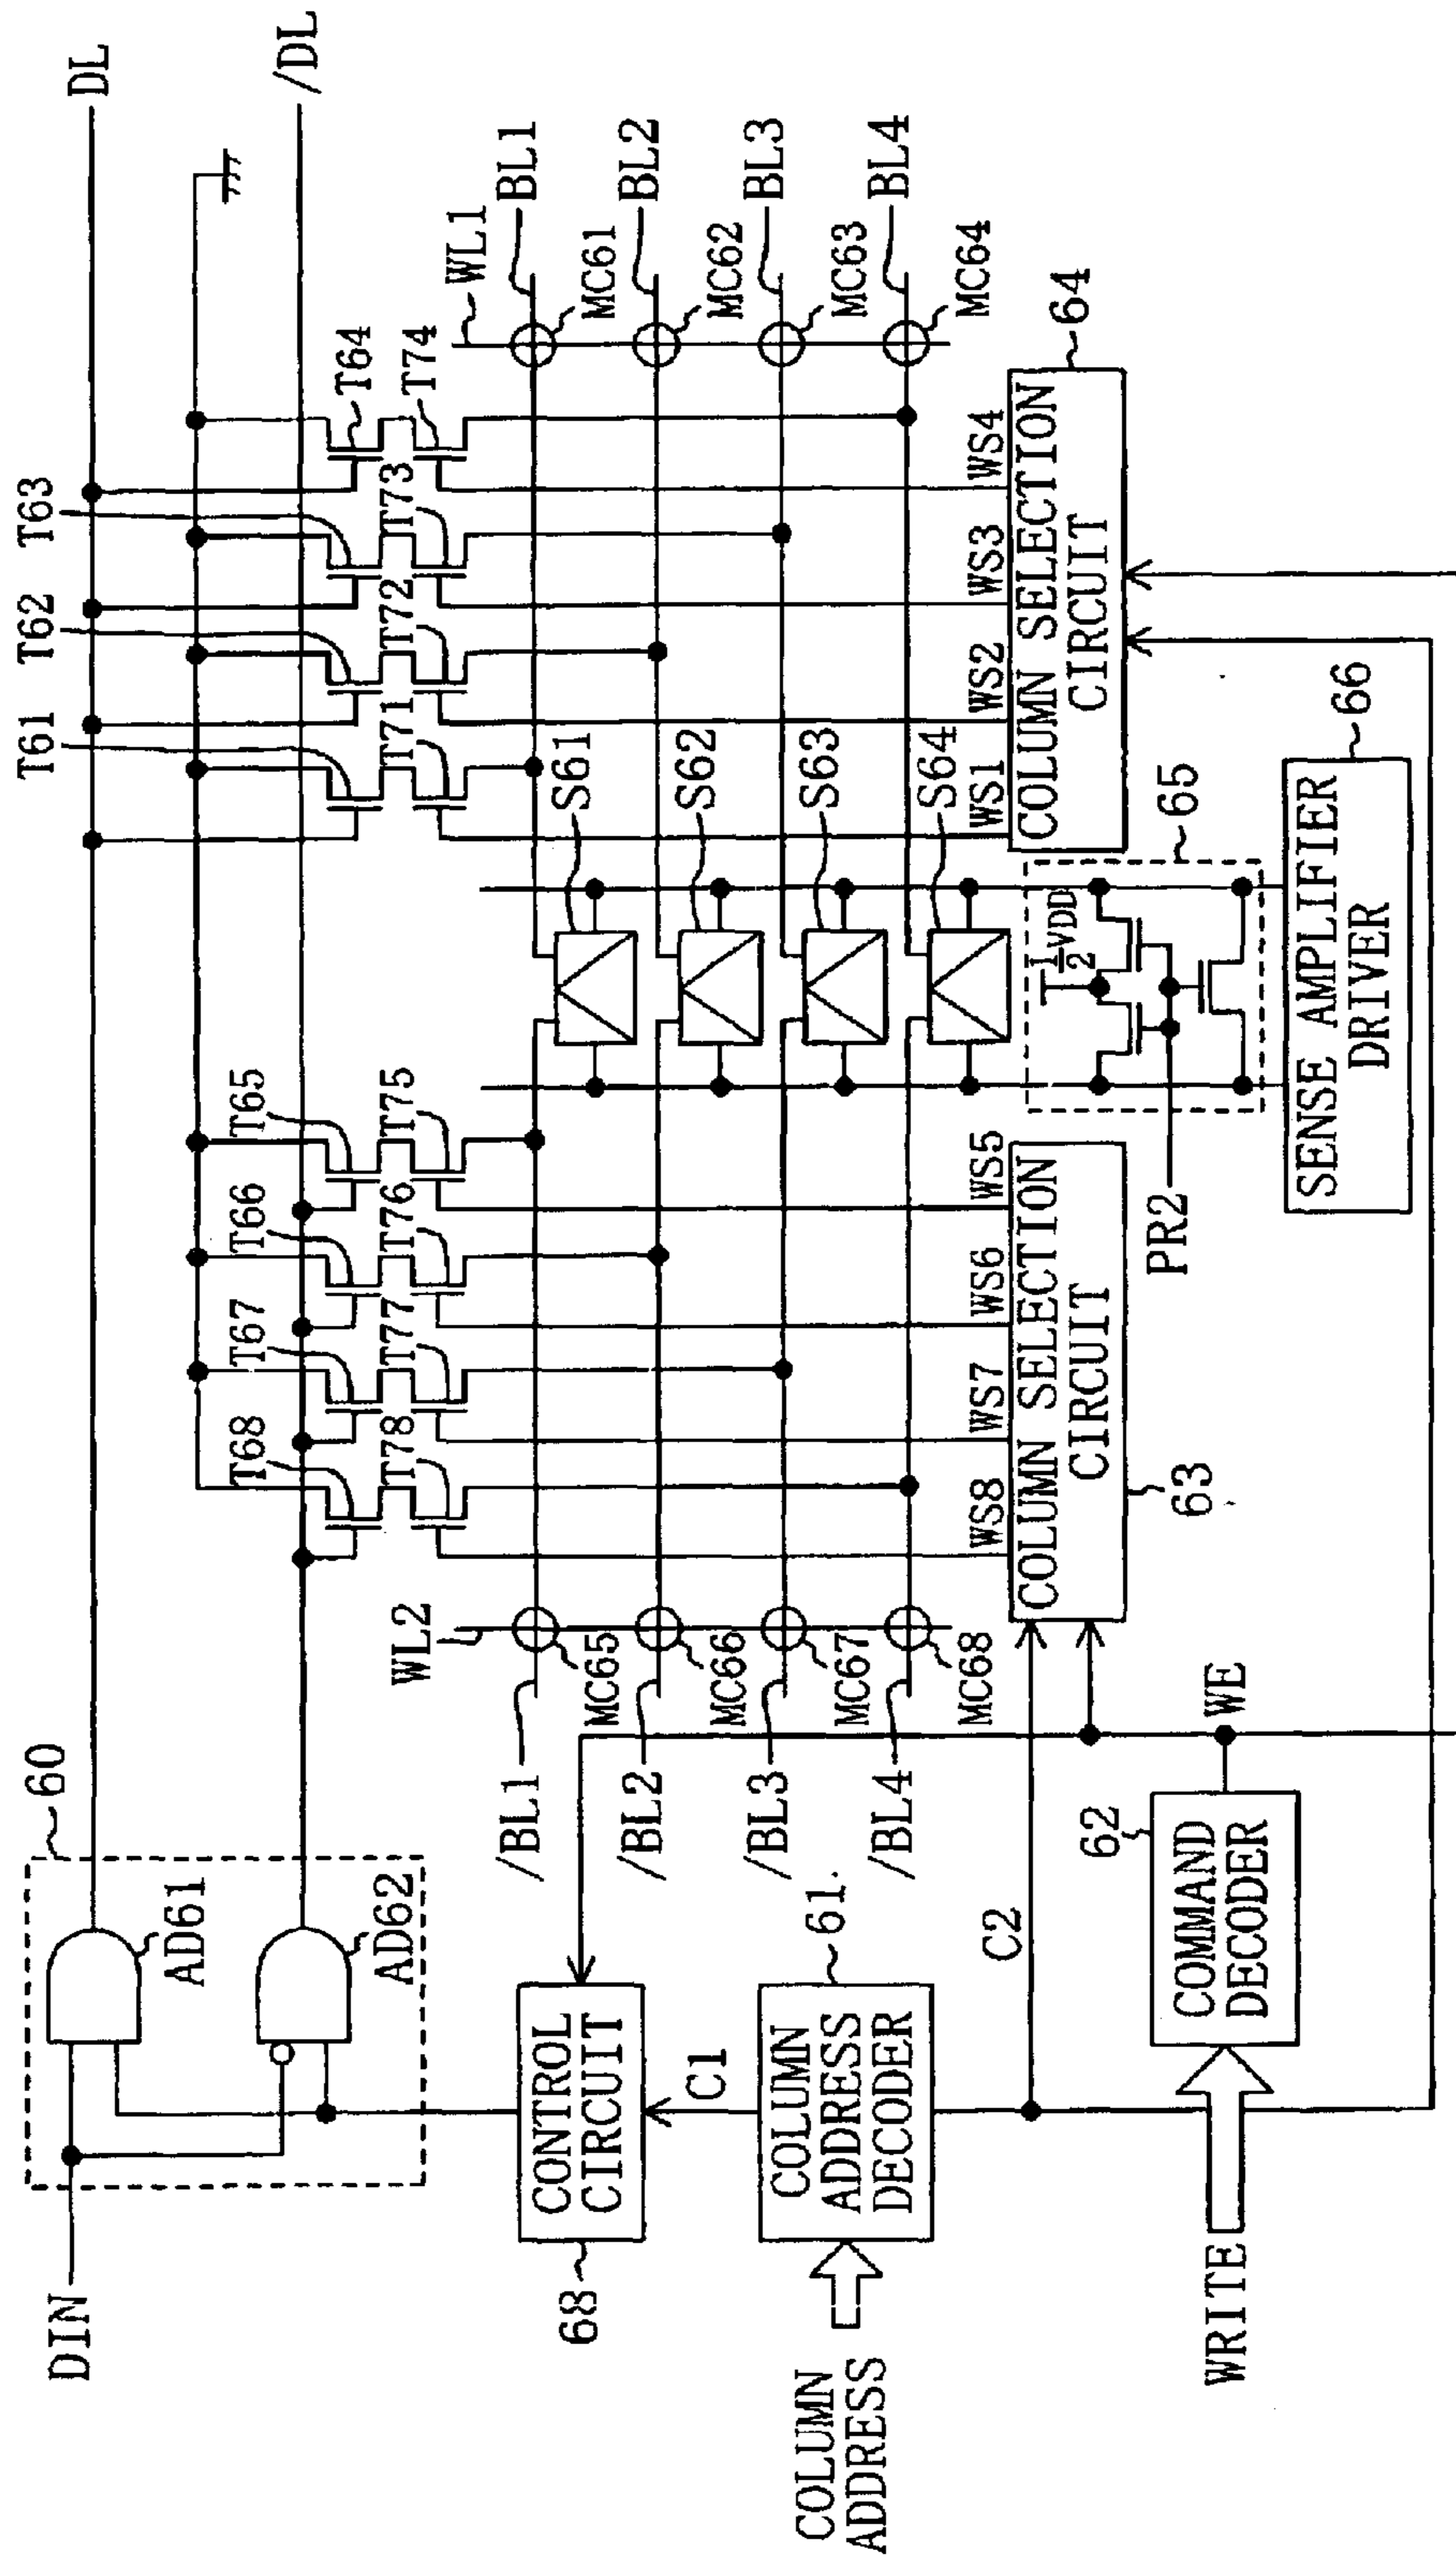 DIN
60
AD61
AD62
DL
/DL
T61
T62
T63
T64
T71
T72
T73
T74
T65
T66
T67
T68
T75
T76
T77
T78
WL1
WL2
BL1
BL2
BL3
BL4
MC61
MC62
MC63
MC64
/BL1
/BL2
/BL3
/BL4
MC65
MC66
MC67
MC68
S61
S62
S63
S64
CONTROL
CIRCUIT
68
C1
COLUMN
ADDRESS
DECODER
61
COLUMN
ADDRESS
C2
COMMAND
DECODER
62
WRITE
WE
WS8
WS7
WS6
WS5
COLUMN SELECTION
CIRCUIT
63
WS1
WS2
WS3
WS4
COLUMN SELECTION
CIRCUIT
64
1/2 VDD
65
PR2
SENSE AMPLIFIER
DRIVER
66